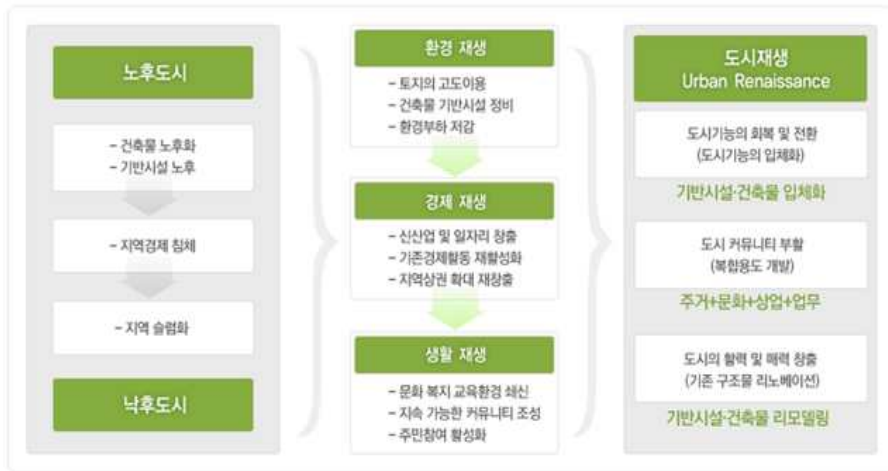 노후도시
- 건축물 노후화
- 기반시설 노후
- 지역경제 침체
- 지역 슬럼화
낙후도시
환경 재생
- 토지의 고도이용
- 건축물 기반시설 정비
- 환경부하 저감
경제 재생
- 신산업 및 일자리 창출
- 기존경제활동 재활성화
- 지역상권 확대 재창출
생활 재생
- 문화 복지 교육환경 쇄신
- 지속 가능한 커뮤니티 조성
- 주민참여 활성화
도시재생
Urban Renaissance
도시기능의 회복 및 전환
(도시기능의 입체화)
기반시설·건축물 입체화
도시 커뮤니티 부활
(복합용도 개발)
주거+문화+상업+업무
도시의 활력 및 매력 창출
(기존 구조물 리노베이션)
기반시설·건축물 리모델링